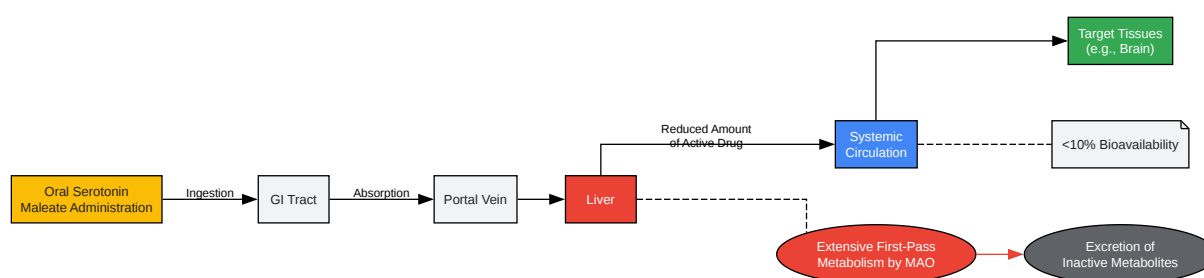 Target Tissues
(e.g., Brain)
Reduced Amount
of Active Drug
Systemic
Circulation
<10% Bioavailability
Oral Serotonin
Maleate Administration
Ingestion
GI Tract
Absorption
Portal Vein
Liver
Extensive First-Pass
Metabolism by MAO
Excretion of
Inactive Metabolites